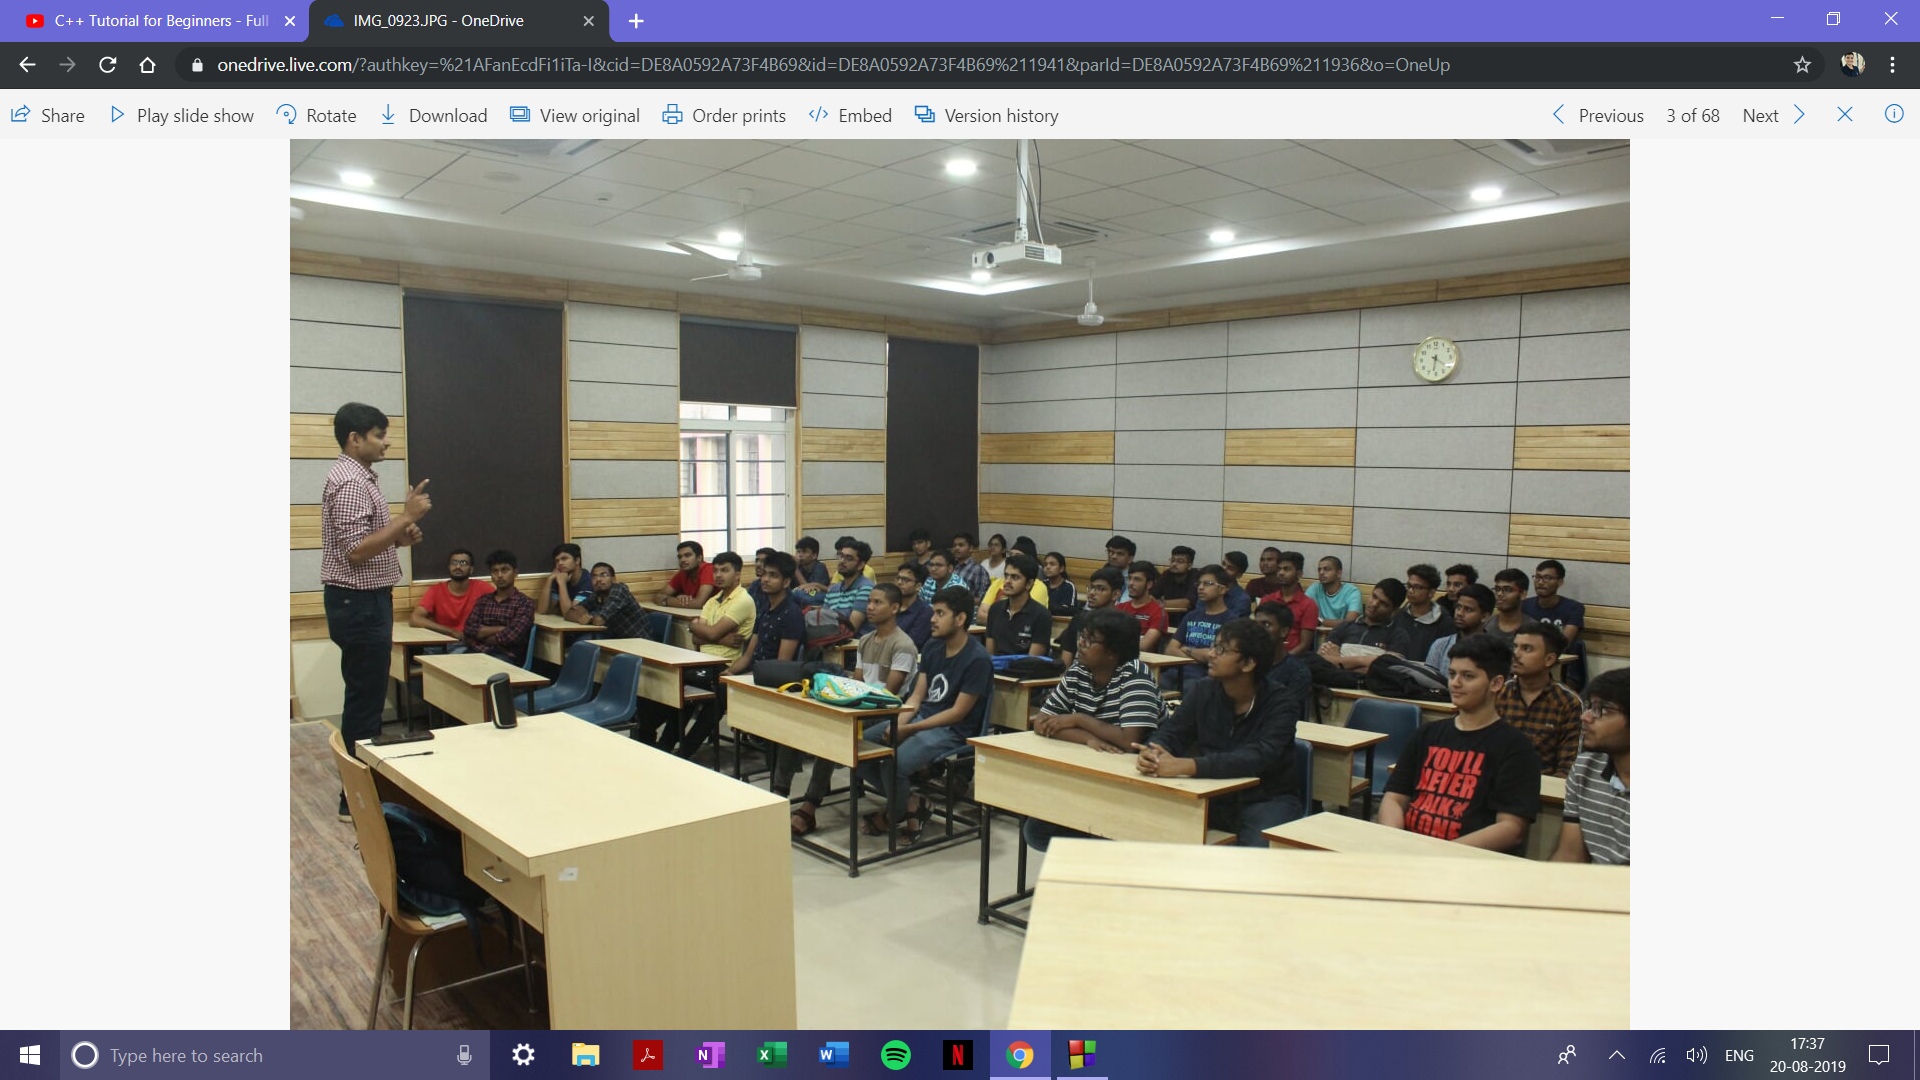 C++ Tutorial for Beginners - Full
IMG_0923.JPG - OneDrive
onedrive.live.com/?authkey=%21AFanEcdFi1iTa-I&cid=DE8A0592A73F4B69&id=DE8A0592A73F4B69%211941&parId=DE8A0592A73F4B69%211936&o=OneUp
Share Play slide show Rotate Download View original Order prints Embed Version history Previous 3 of 68 Next
YOU'LL
NEVER
WALK
ALONE
Type here to search
ENG
17:37
20-08-2019